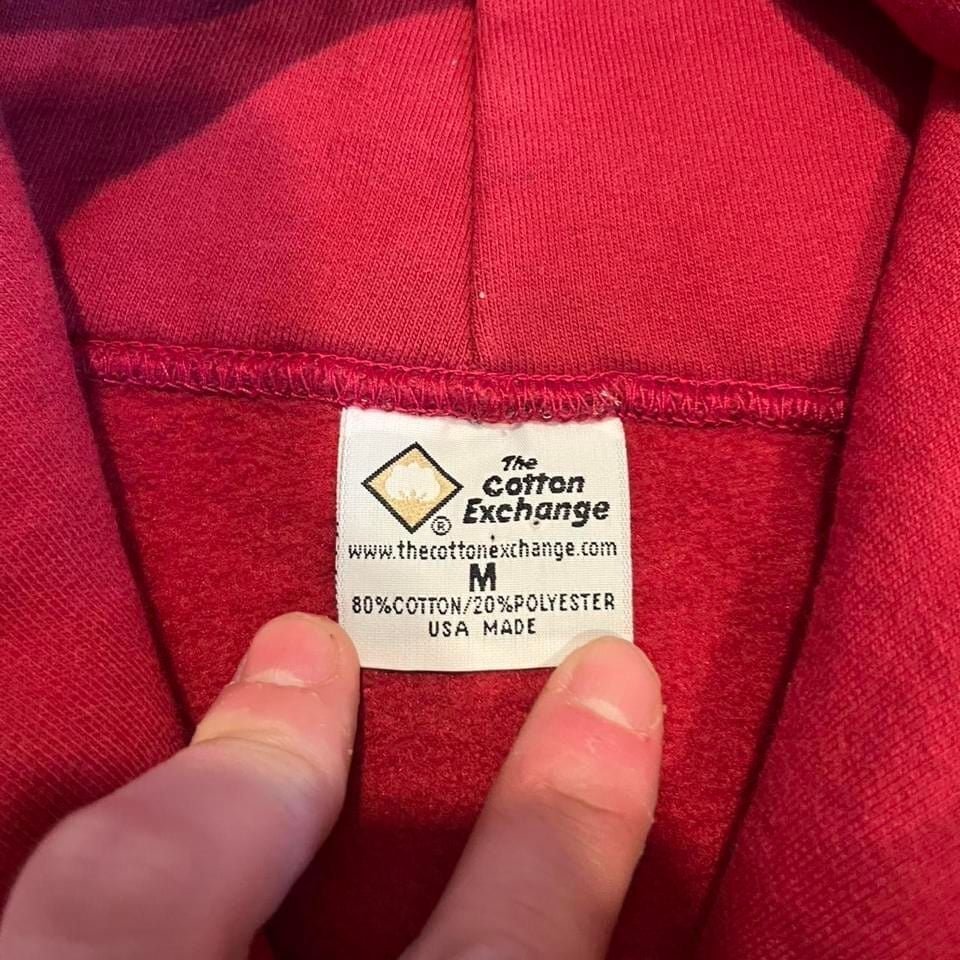 The
Cotton
Exchange
®
www.thecottonexchange.com
M
80%COTTON/20%POLYESTER
USA MADE